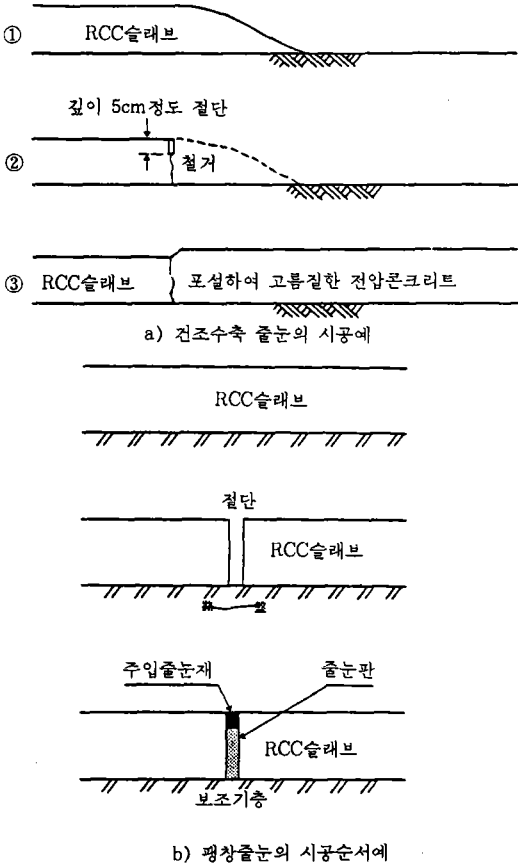 ① RCC슬래브
깊이 5cm정도 절단
② 철거
③ RCC슬래브 포설하여 고름질한 전압콘크리트
a) 건조수축 줄눈의 시공예
RCC슬래브
절단
RCC슬래브
주입줄눈재 줄눈판
RCC슬래브
보조기층
b) 팽창줄눈의 시공순서예